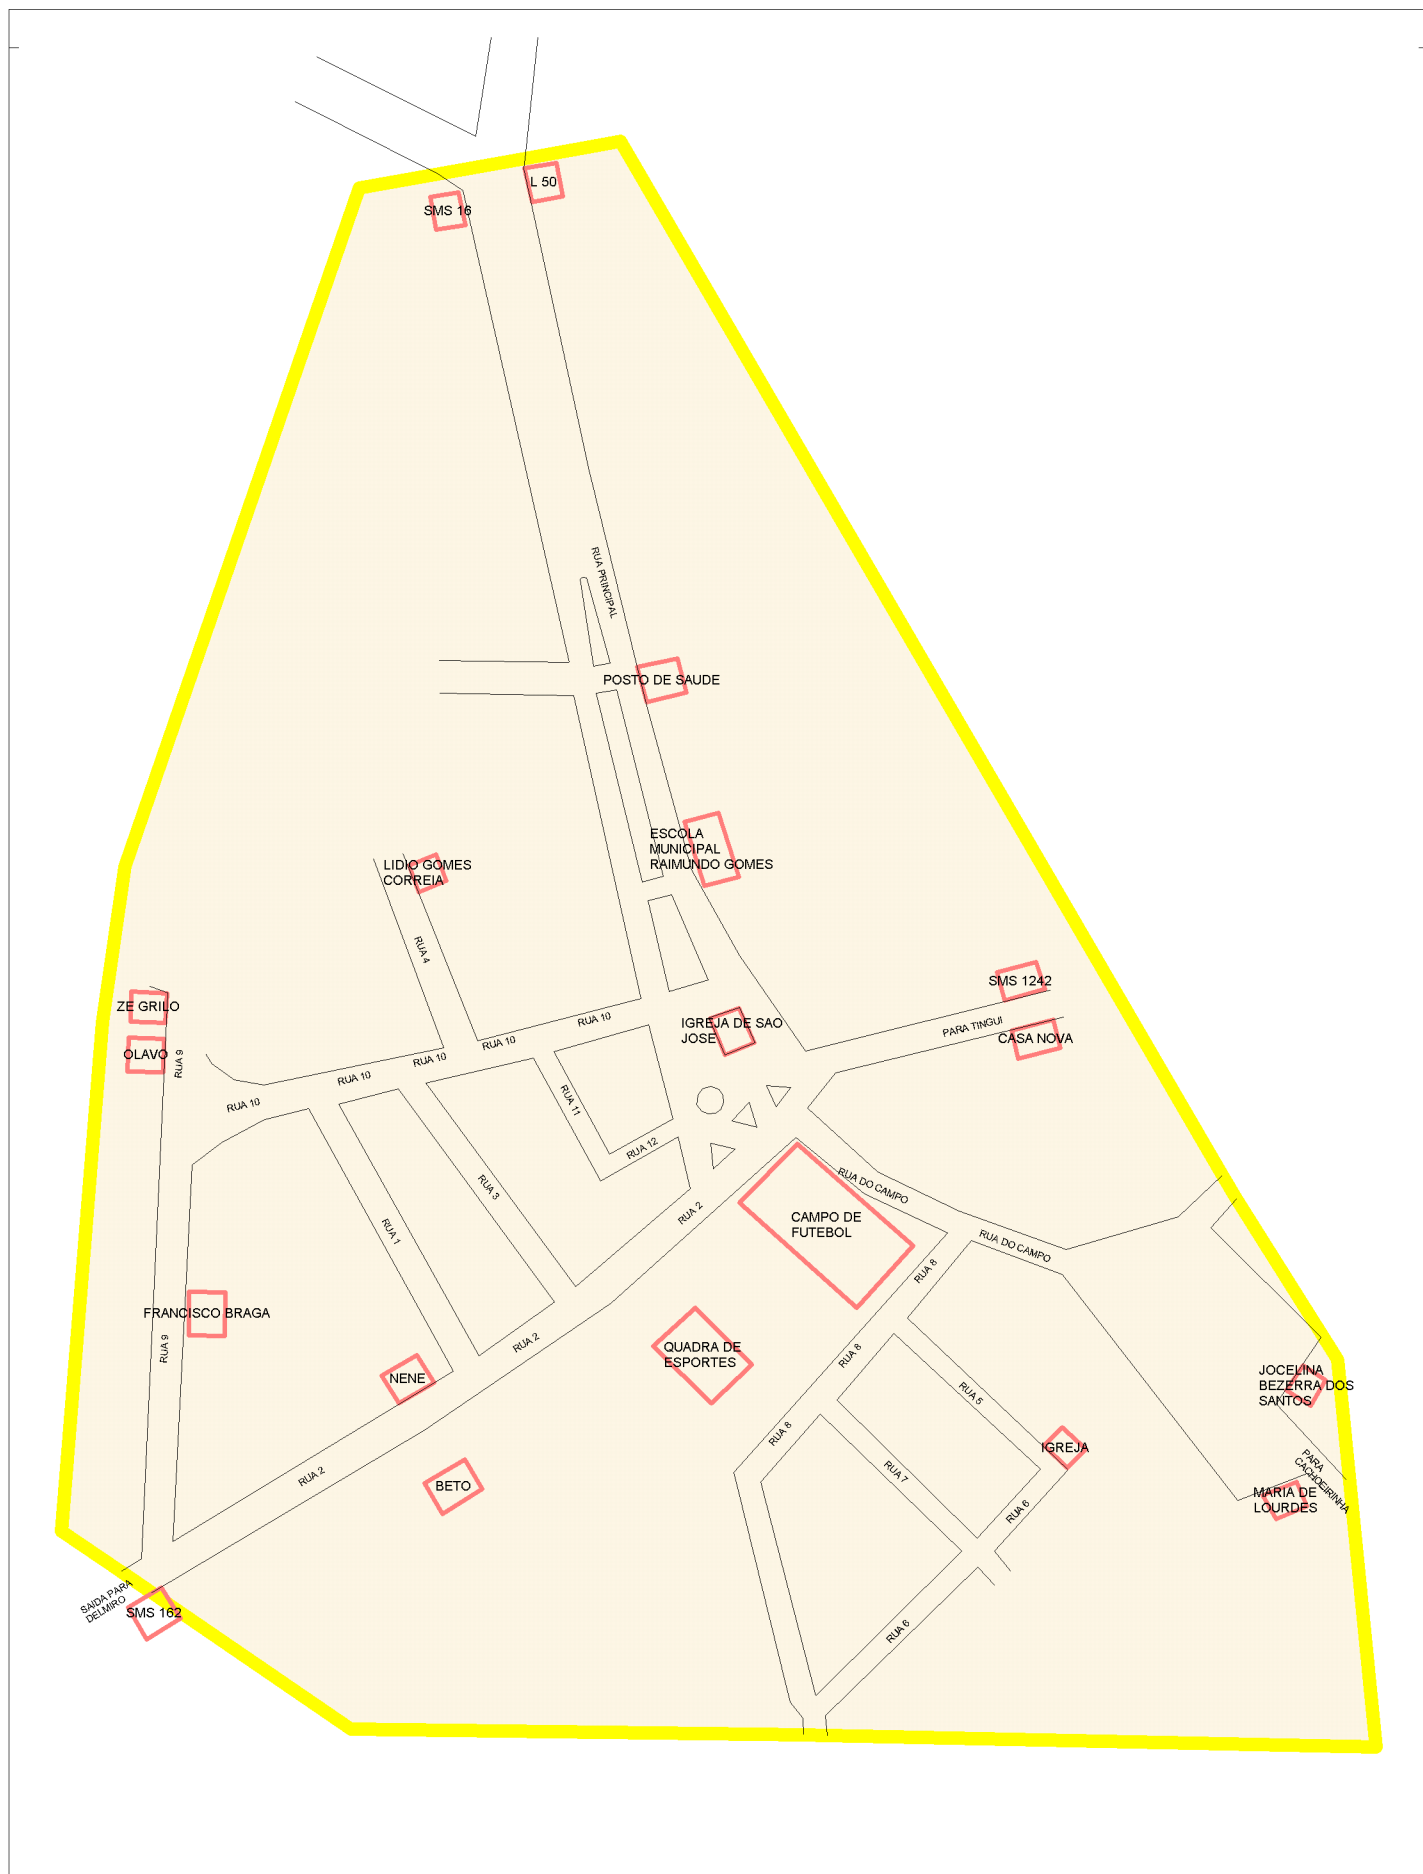 L 50
SMS 16
RUA PRINCIPAL
POSTO DE SAUDE
ESCOLA
MUNICIPAL
RAIMUNDO GOMES
LIDIO GOMES
CORREIA
RUA 4
SMS 1242
ZE GRILO
RUA 10
IGREJA DE SAO
JOSE
PARA TINGUI
CASA NOVA
RUA 10
OLAVO
RUA 9
RUA 10
RUA 10
RUA 10
RUA 11
RUA 12
RUA 3
RUA DO CAMPO
RUA 2
CAMPO DE
FUTEBOL
RUA 1
RUA DO CAMPO
RUA 8
FRANCISCO BRAGA
RUA 9
RUA 2
QUADRA DE
ESPORTES
RUA 8
NENE
RUA 5
JOCELINA
BEZERRA DOS
SANTOS
RUA 8
IGREJA
RUA 2
BETO
RUA 7
PARA
CACHOEIRINHA
MARIA DE
LOURDES
RUA 6
SAIDA PARA
DELMIRO
SMS 162
RUA 6